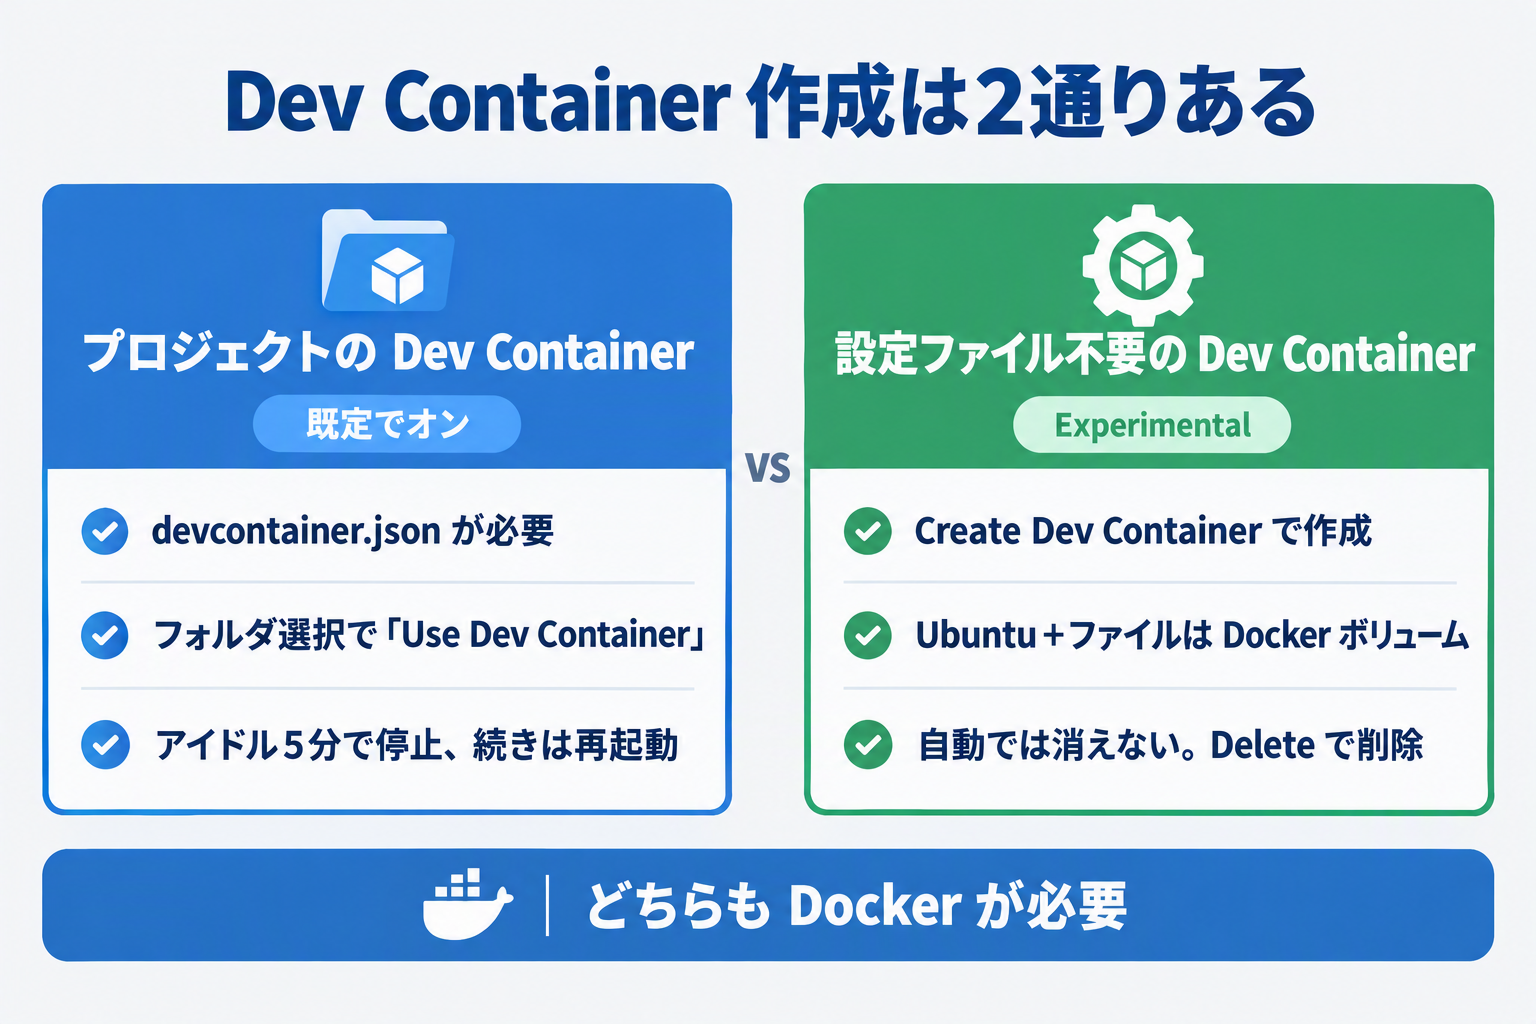 Dev Container 作成は2通りある
プロジェクトの Dev Container
既定でオン
devcontainer.json が必要
フォルダ選択で「Use Dev Container」
アイドル5分で停止、続きは再起動
VS
設定ファイル不要の Dev Container
Experimental
Create Dev Container で作成
Ubuntu+ファイルは Docker ボリューム
自動では消えない。Delete で削除
どちらも Docker が必要